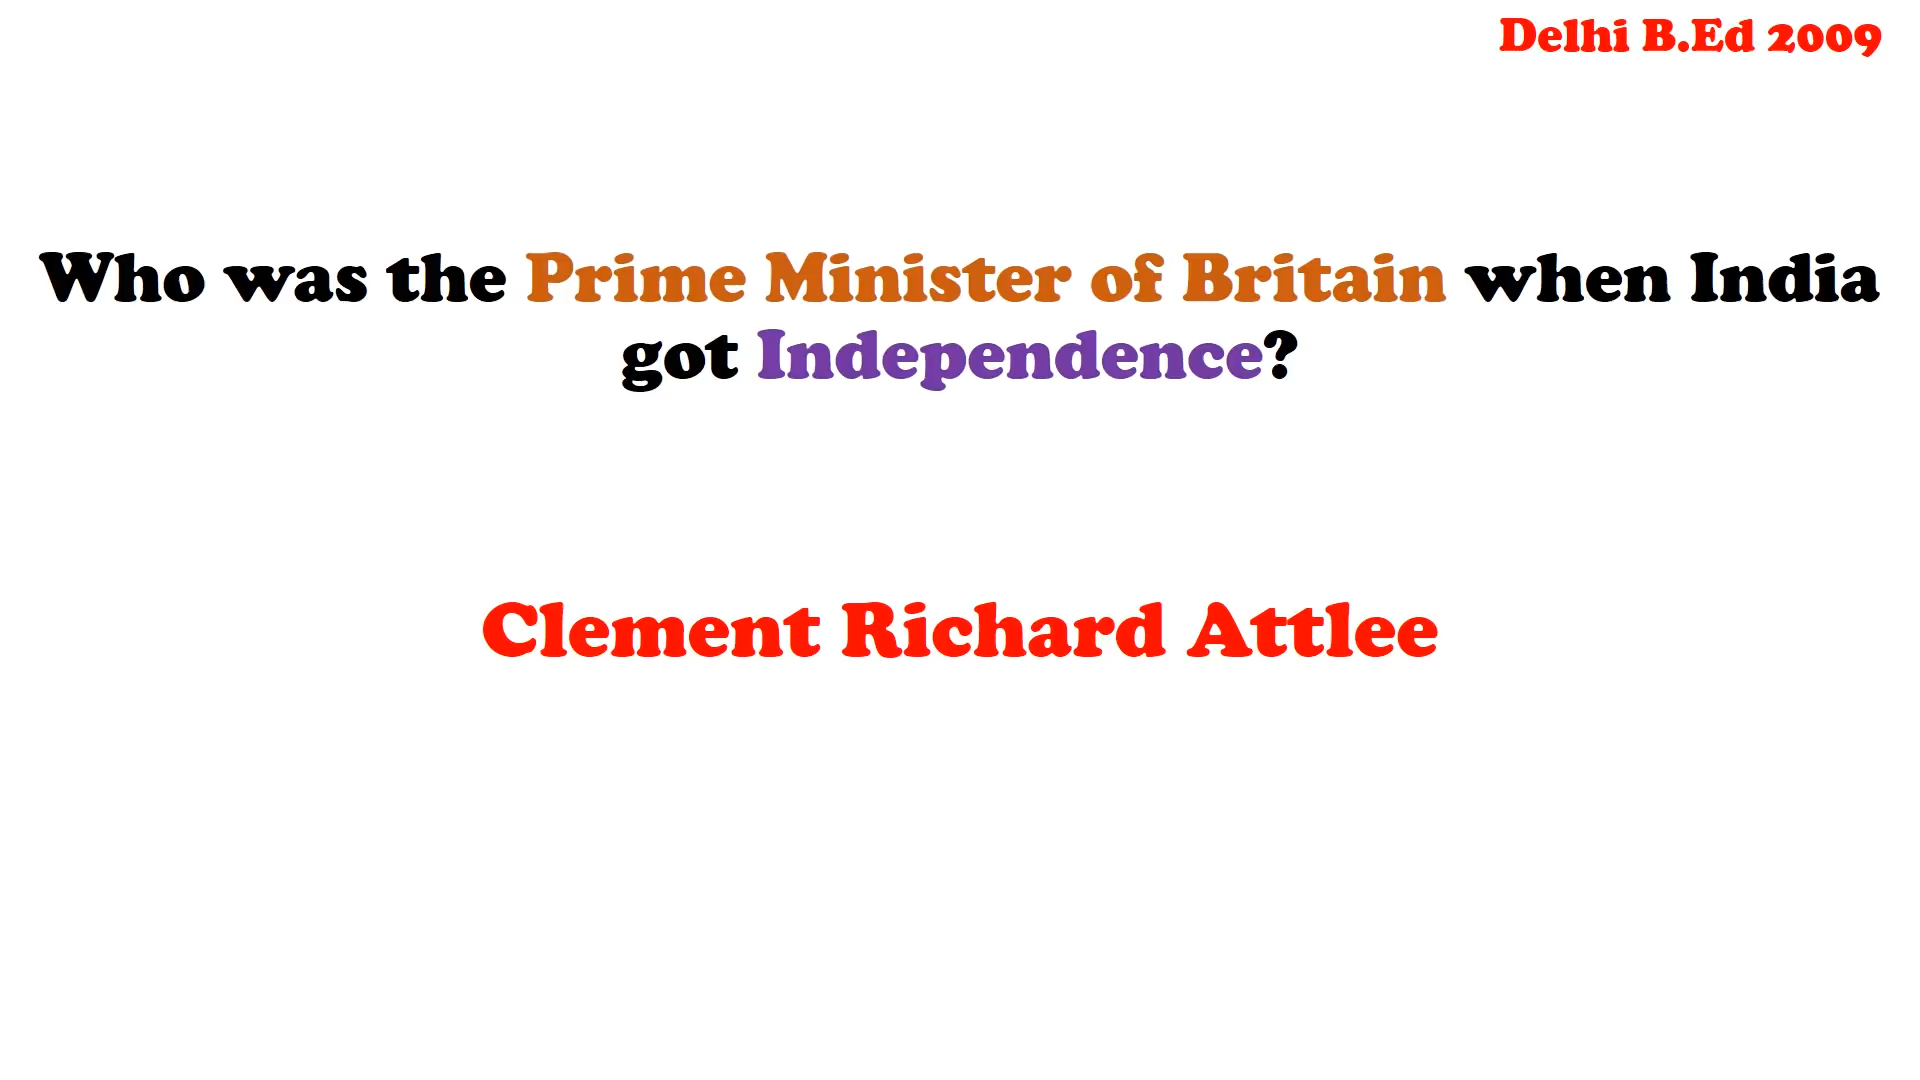 Delhi B.Ed 2009
Who was the Prime Minister of Britain when India
got Independence?
Clement Richard Attlee